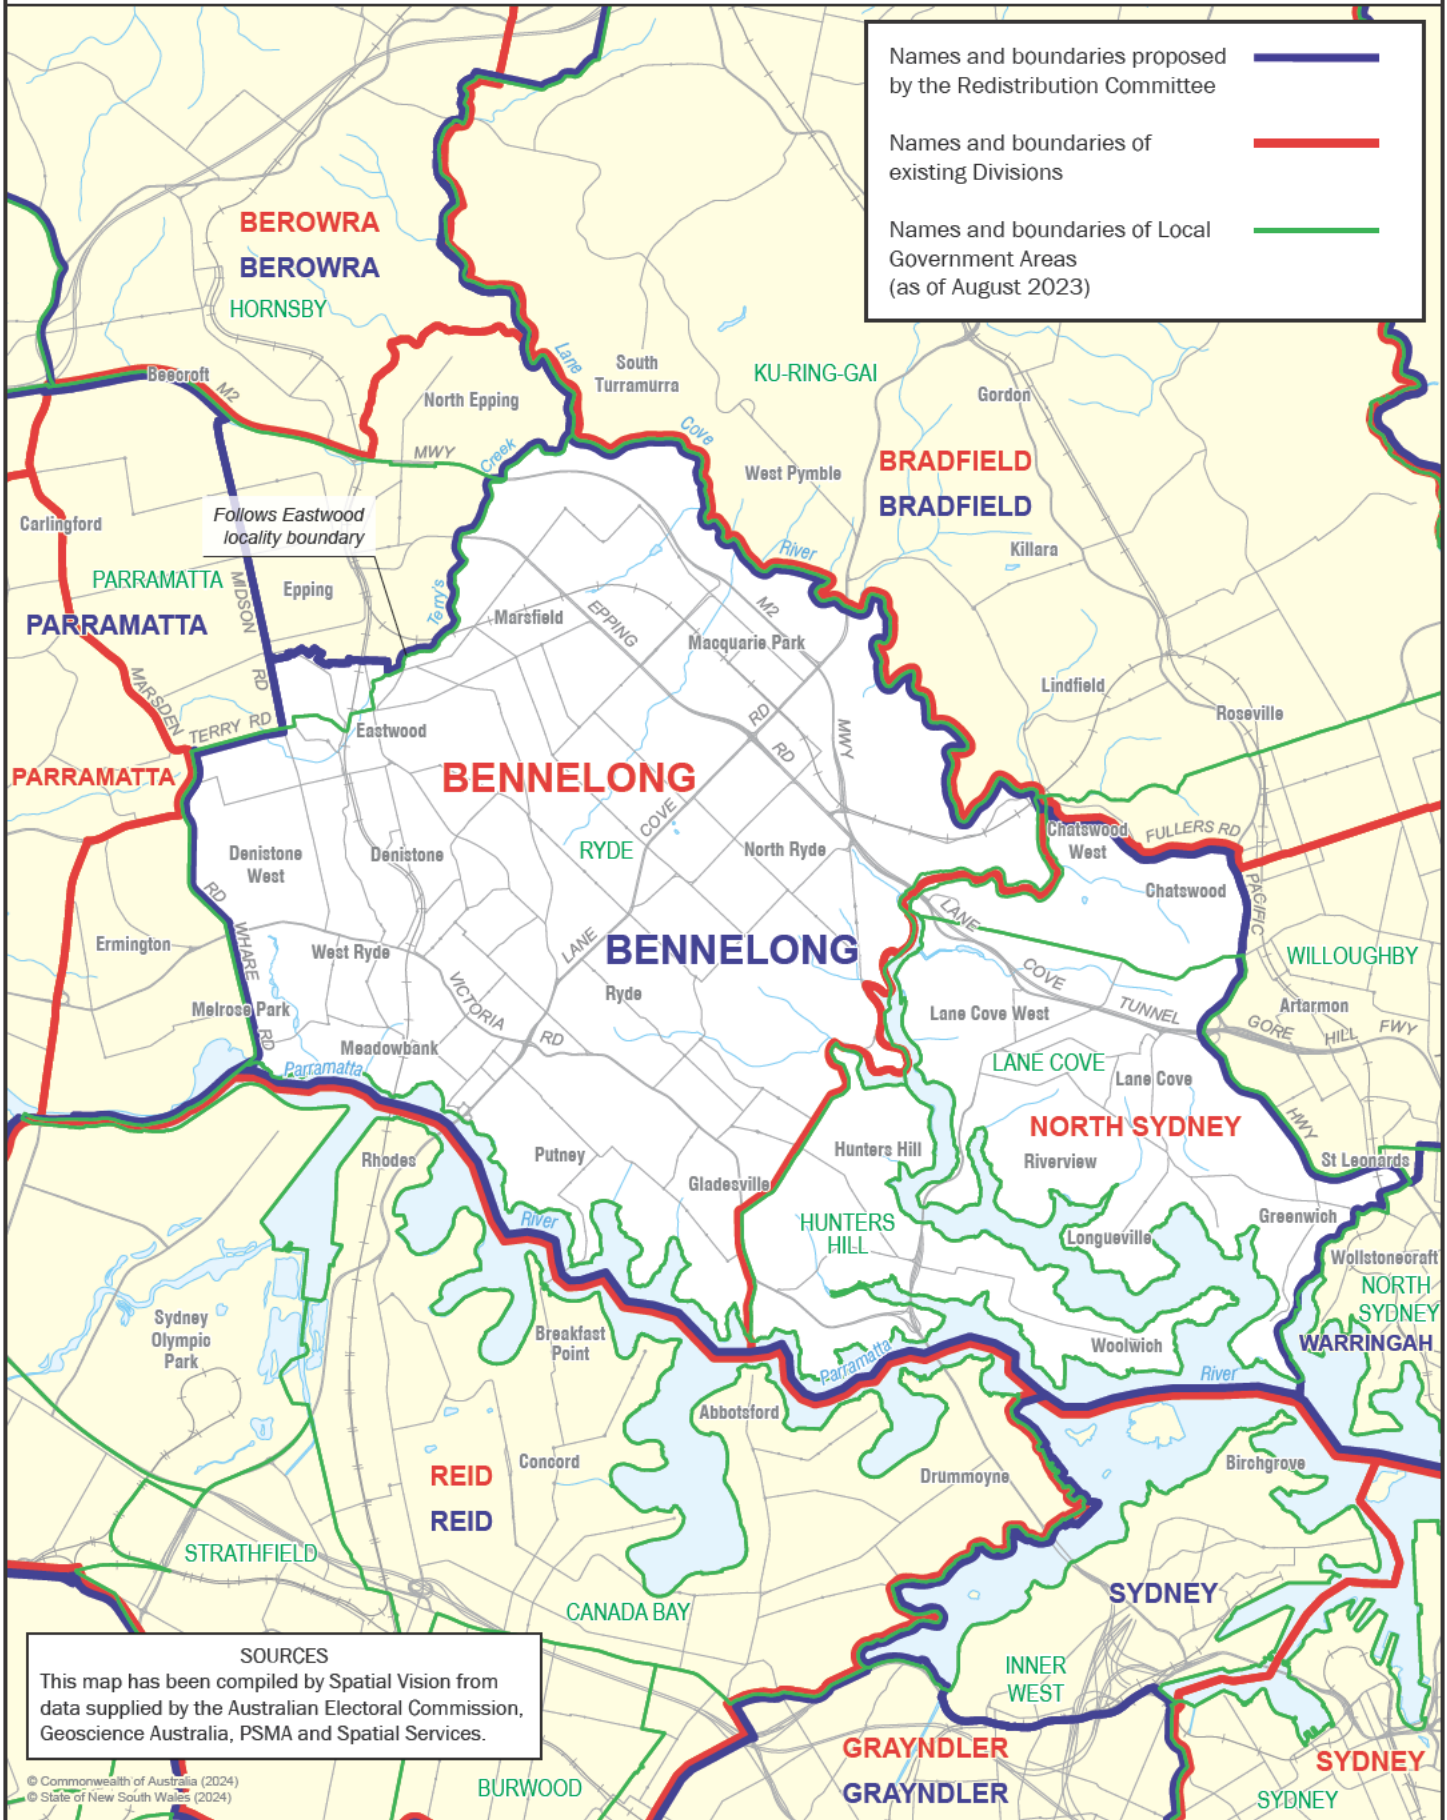 Names and boundaries proposed
by the Redistribution Committee
Names and boundaries of
existing Divisions
Names and boundaries of Local
Government Areas
(as of August 2023)
BEROWRA
BEROWRA
HORNSBY
Beecroft
M2
North Epping
MWY
Creek
Lane
South
Turramurra
KU-RING-GAI
Gordon
Cove
West Pymble
BRADFIELD
BRADFIELD
River
Killara
Carlingford
Follows Eastwood
locality boundary
PARRAMATTA
PARRAMATTA
MIDSON
RD
Epping
Terry's
Marsfield
EPPING
M2
Macquarie Park
Lindfield
Roseville
MARSDEN
TERRY RD
Eastwood
RD
RD
MWY
PARRAMATTA
BENNELONG
COVE
RYDE
Denistone
West
Denistone
North Ryde
Chatswood
West
FULLERS RD
PACIFIC
Chatswood
RD
LANE
Ermington
WHARF
RD
West Ryde
LANE
BENNELONG
WILLOUGHBY
COVE
TUNNEL
Ryde
VICTORIA
RD
Melrose Park
Meadowbank
Parramatta
Lane Cove West
LANE COVE
Lane Cove
Artarmon
GORE
HILL
FWY
NORTH SYDNEY
HWY
Rhodes
Putney
Gladesville
Hunters Hill
Riverview
St Leonards
Greenwich
River
HUNTERS
HILL
Longueville
Wollstonecraft
NORTH
SYDNEY
WARRINGAH
Sydney
Olympic
Park
Breakfast
Point
Parramatta
Woolwich
River
Abbotsford
REID
REID
Concord
Drummoyne
Birchgrove
STRATHFIELD
CANADA BAY
SYDNEY
INNER
WEST
SOURCES
This map has been compiled by Spatial Vision from
data supplied by the Australian Electoral Commission,
Geoscience Australia, PSMA and Spatial Services.
© Commonwealth of Australia (2024)
© State of New South Wales (2024)
BURWOOD
GRAYNDLER
GRAYNDLER
SYDNEY
SYDNEY